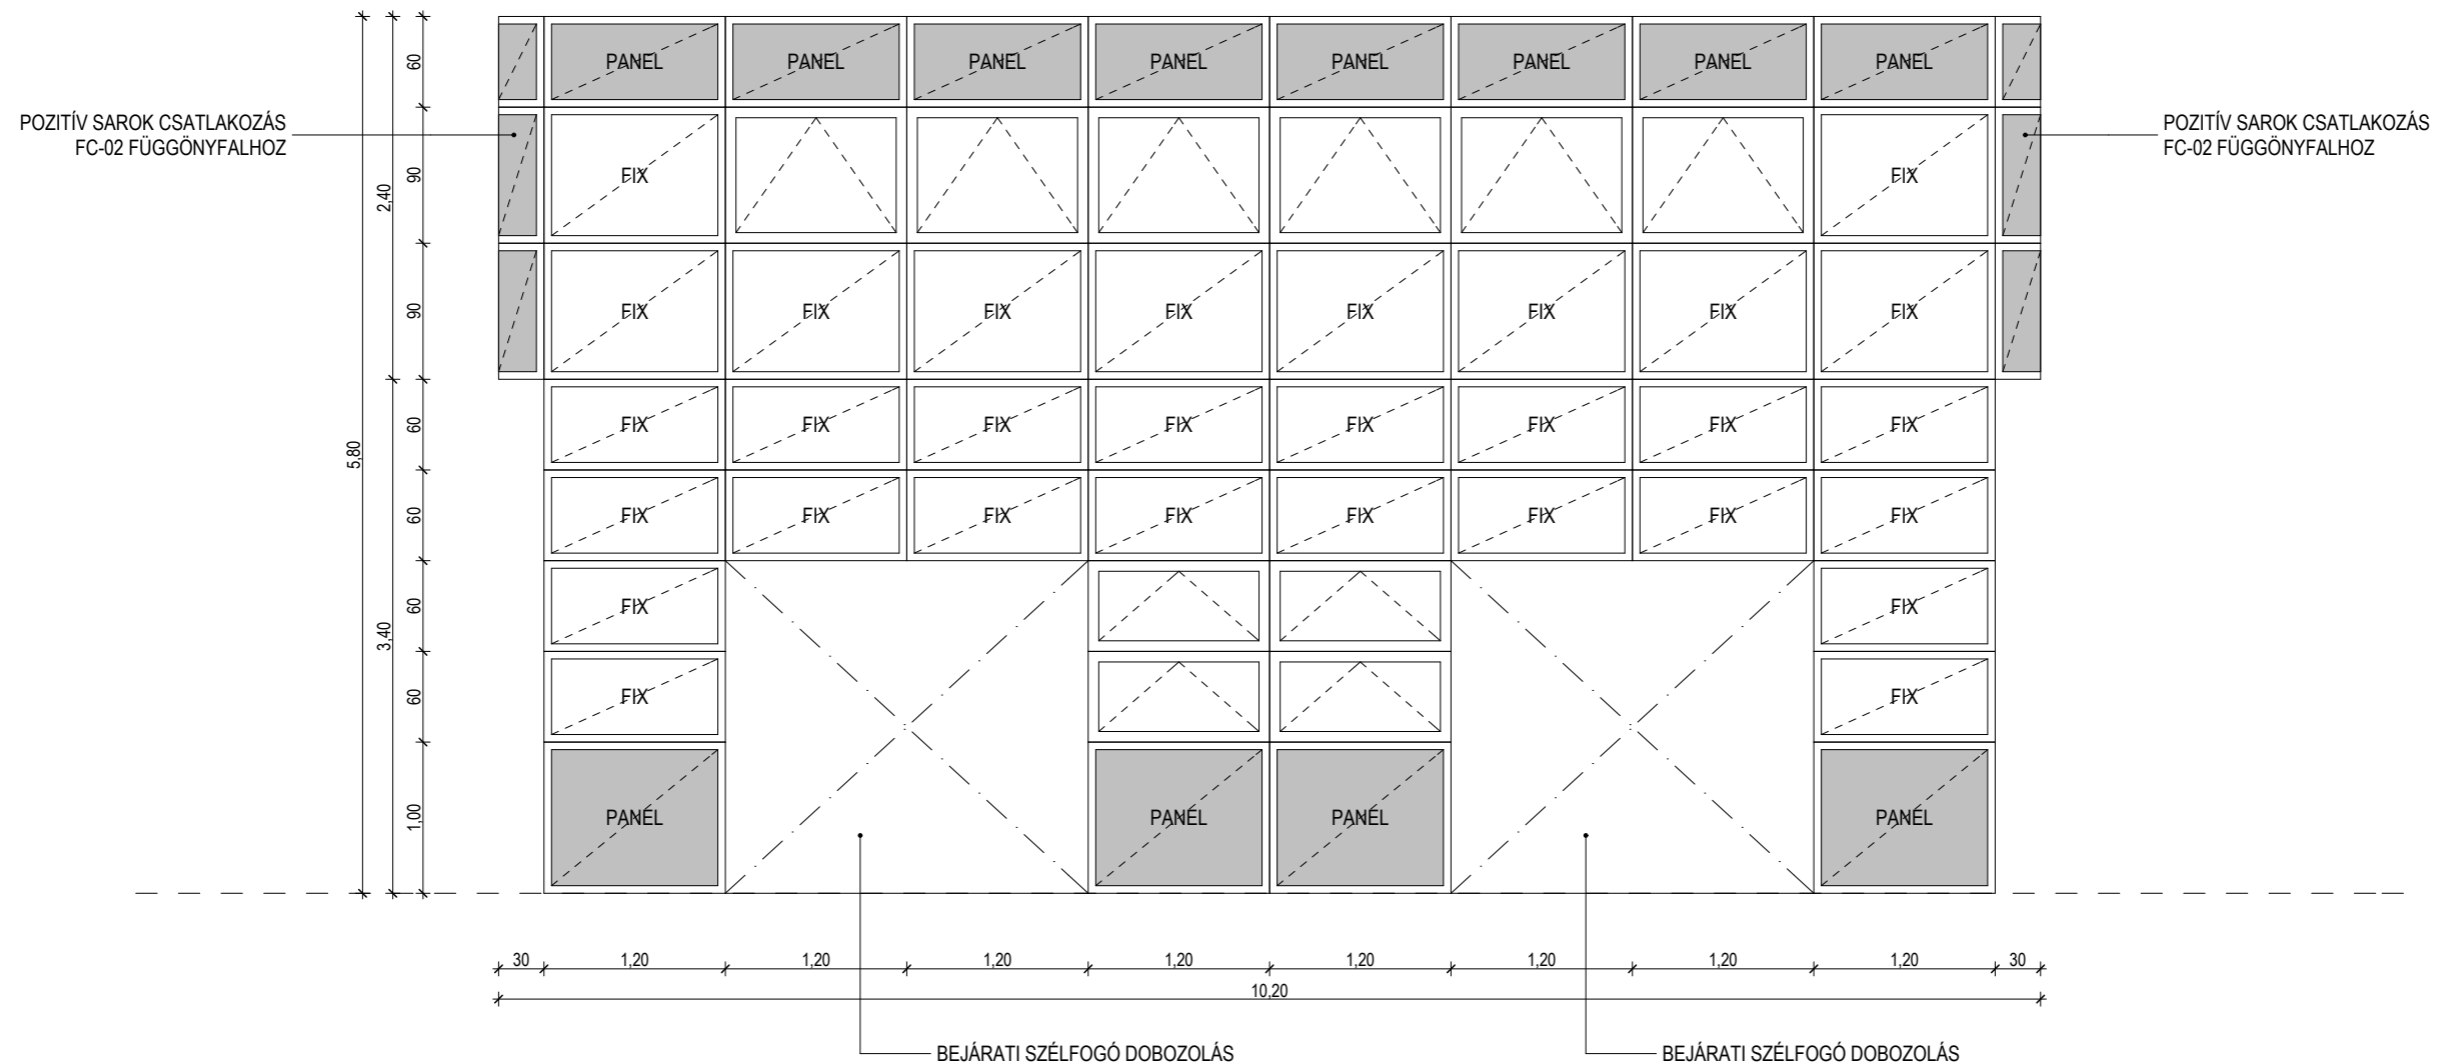 PANEL PANEL PANEL PANEL PANEL PANEL PANEL PANEL
60
POZITÍV SAROK CSATLAKOZÁS
FC-02 FÜGGÖNYFALHOZ
POZITÍV SAROK CSATLAKOZÁS
FC-02 FÜGGÖNYFALHOZ
90
FIX FIX
2,40
90
FIX FIX FIX FIX FIX FIX FIX FIX
60
FIX FIX FIX FIX FIX FIX FIX FIX
5,80
60
FIX FIX FIX FIX FIX FIX FIX FIX
60
FIX FIX
3,40
60
FIX FIX
1,00
PANEL PANEL PANEL PANEL
30 1,20 1,20 1,20 1,20 1,20 1,20 1,20 1,20 30
10,20
BEJÁRATI SZÉLFOGÓ DOBOZOLÁS
BEJÁRATI SZÉLFOGÓ DOBOZOLÁS